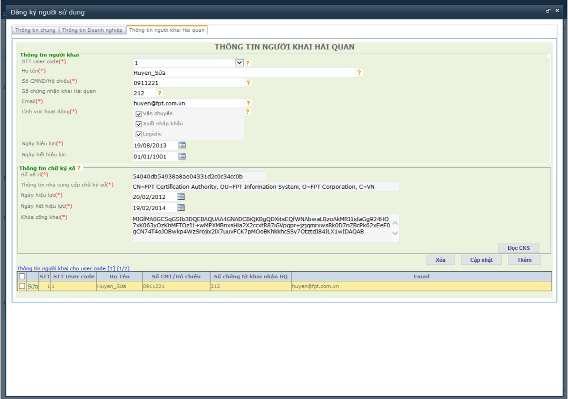 Đăng ký người sử dụng
Thông tin chung Thông tin Doanh nghiệp Thông tin người khai Hải quan
THÔNG TIN NGƯỜI KHAI HẢI QUAN
Thông tin người khai
STT User code(*) 1 ?
Họ tên(*) Huyen_Sửa ?
Số CMND/Hộ chiếu(*) 0911221 ?
Số chứng nhận khai Hải quan 212 ?
Email(*) huyen@fpt.com.vn ?
Lĩnh vực hoạt động(*) Vận chuyển ?
Xuất nhập khẩu
Logistic
Ngày hiệu lực(*) 19/08/2013
Ngày hết hiệu lực 01/01/1901
Thông tin chữ ký số ?
54040db54938a8ae04331d2c0c34cc0b
Thông tin nhà cung cấp chữ ký số(*) CN=FPT Certification Authority, OU=FPT Information System, O=FPT Corporation, C=VN
Ngày hiệu lực(*) 20/02/2012
Ngày hết hiệu lực(*) 19/02/2014
Khóa công khai(*)
Đọc CKS
Xóa Cập nhật Thêm
Thông tin người khai cho user code [1] (1/2)
STT STT User code Họ Tên Số CMT/Hộ chiếu Số chứng từ khai nhận HQ Email
Sửa 1 1 Huyen_Sửa 0911221 212 huyen@fpt.com.vn